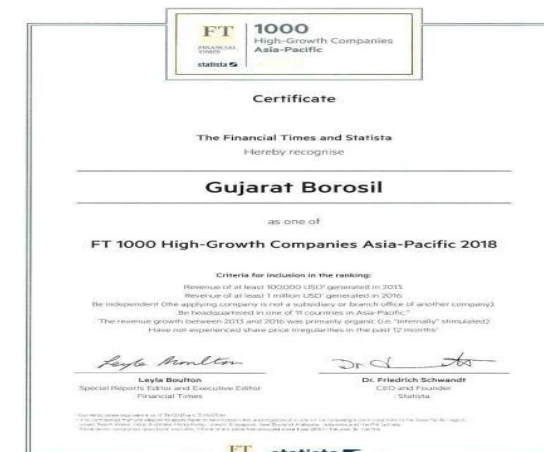 FT
FINANCIAL
TIMES
statista
1000
High-Growth Companies
Asia-Pacific
Certificate
The Financial Times and Statista
Hereby recognise
Gujarat Borosil
as one of
FT 1000 High-Growth Companies Asia-Pacific 2018
Criteria for inclusion in the ranking:
Revenue of at least 100,000 USD¹ generated in 2013.
Revenue of at least 1 million USD¹ generated in 2016.
Be independent (the applying company is not a subsidiary or branch office of another company).
Be headquartered in one of 11 countries in Asia-Pacific.²
The revenue growth between 2013 and 2016 was primarily organic (i.e. "internally" stimulated)
Have not experienced share price irregularities in the past 12 months³
Leyla Boulton
Leyla Boulton
Special Reports Editor and Executive Editor
Financial Times
Dr. Friedrich Schwandt
CEO and Founder
Statista
FT
statista